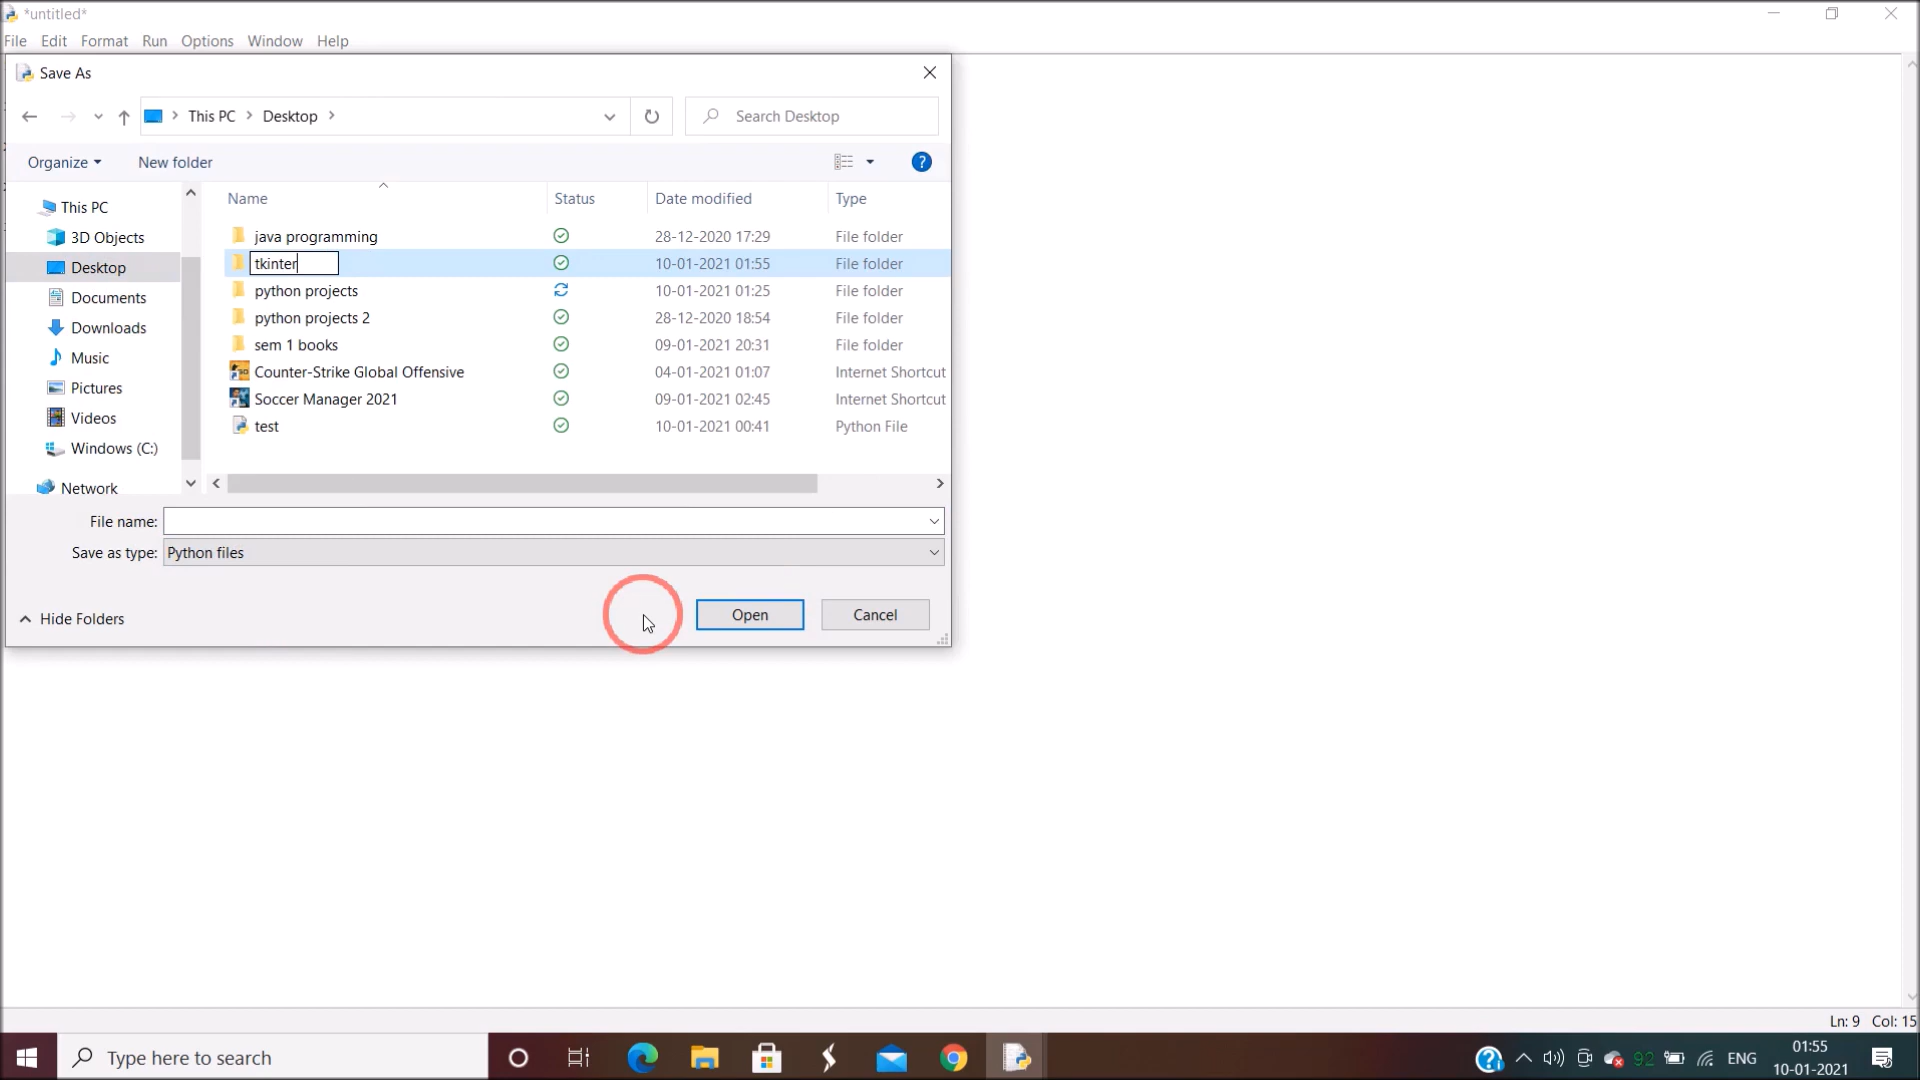 *untitled*
File Edit Format Run Options Window Help
Save As
This PC > Desktop >
Search Desktop
Organize New folder
Name Status Date modified Type
This PC
3D Objects
Desktop
Documents
Downloads
Music
Pictures
Videos
Windows (C:)
Network
java programming 28-12-2020 17:29 File folder
tkinter 10-01-2021 01:55 File folder
python projects 10-01-2021 01:25 File folder
python projects 2 28-12-2020 18:54 File folder
sem 1 books 09-01-2021 20:31 File folder
Counter-Strike Global Offensive 04-01-2021 01:07 Internet Shortcut
Soccer Manager 2021 09-01-2021 02:45 Internet Shortcut
test 10-01-2021 00:41 Python File
File name:
Save as type: Python files
Hide Folders
Open Cancel
Ln: 9 Col: 15
Type here to search
92 ENG
01:55
10-01-2021